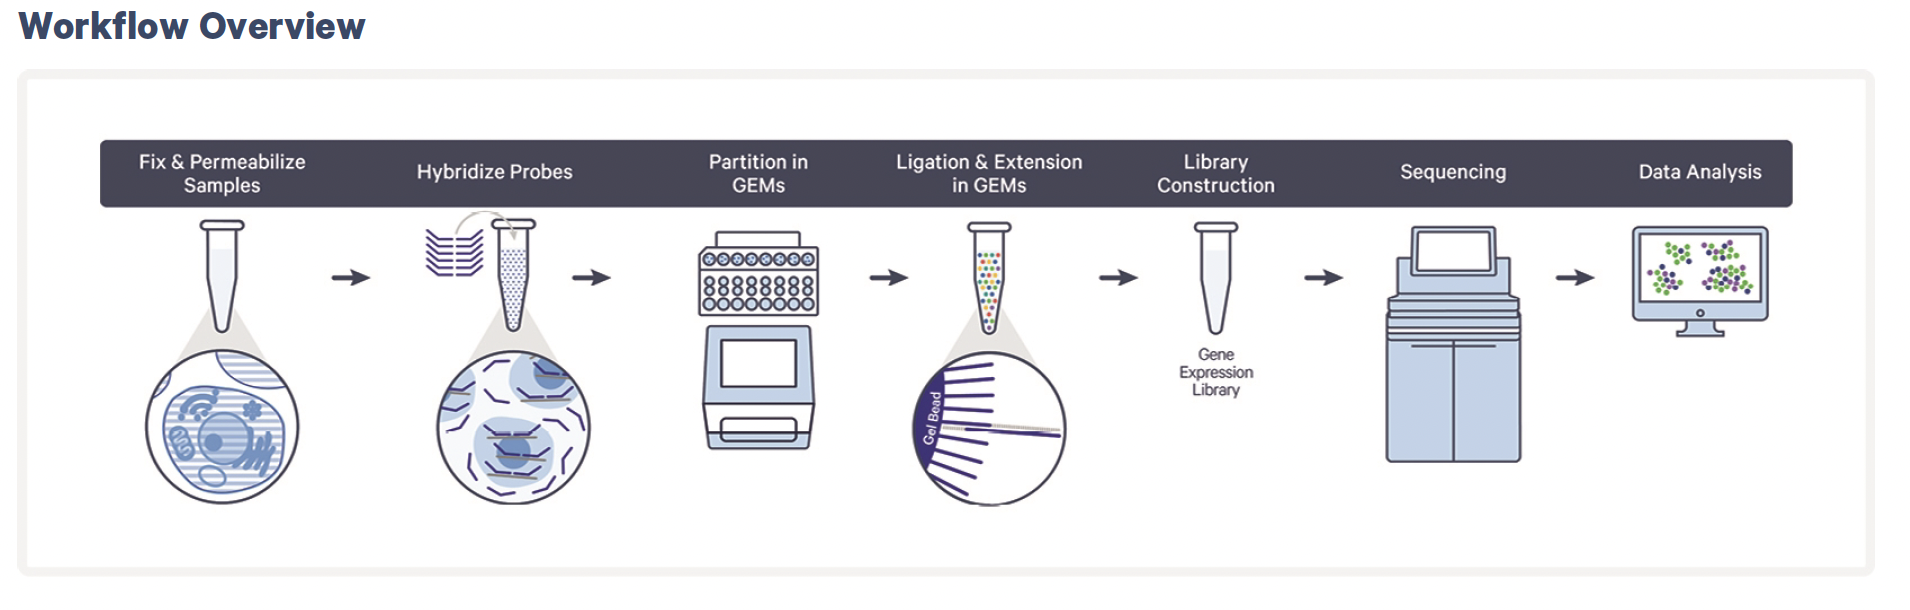 Workflow Overview
Fix & Permeabilize
Samples
Hybridize Probes
Partition in
GEMs
Ligation & Extension
in GEMs
Library
Construction
Sequencing
Data Analysis
Gel Bead
Gene
Expression
Library